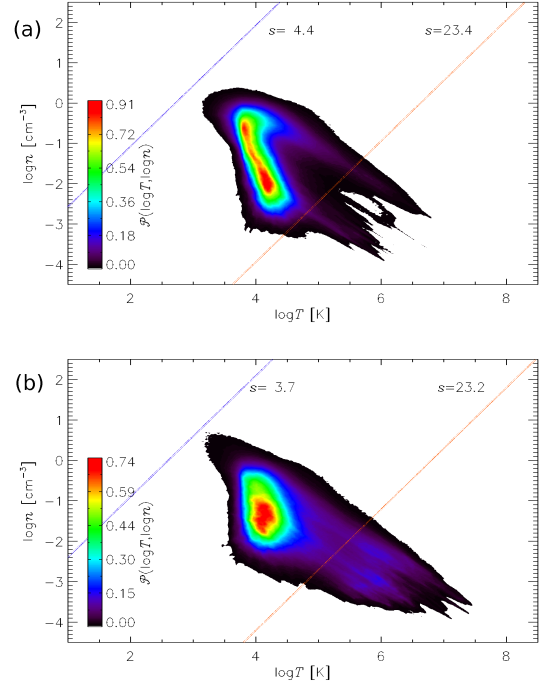 (a)
s= 4.4
s=23.4
2
1
0
−1
−2
−3
−4
log n [cm⁻³]
0.91
0.72
0.54
0.36
0.18
0.00
𝒫(log T, log n)
2 4 6 8
log T [K]
(b)
s= 3.7
s=23.2
2
1
0
−1
−2
−3
−4
log n [cm⁻³]
0.74
0.59
0.44
0.30
0.15
0.00
𝒫(log T, log n)
2 4 6 8
log T [K]